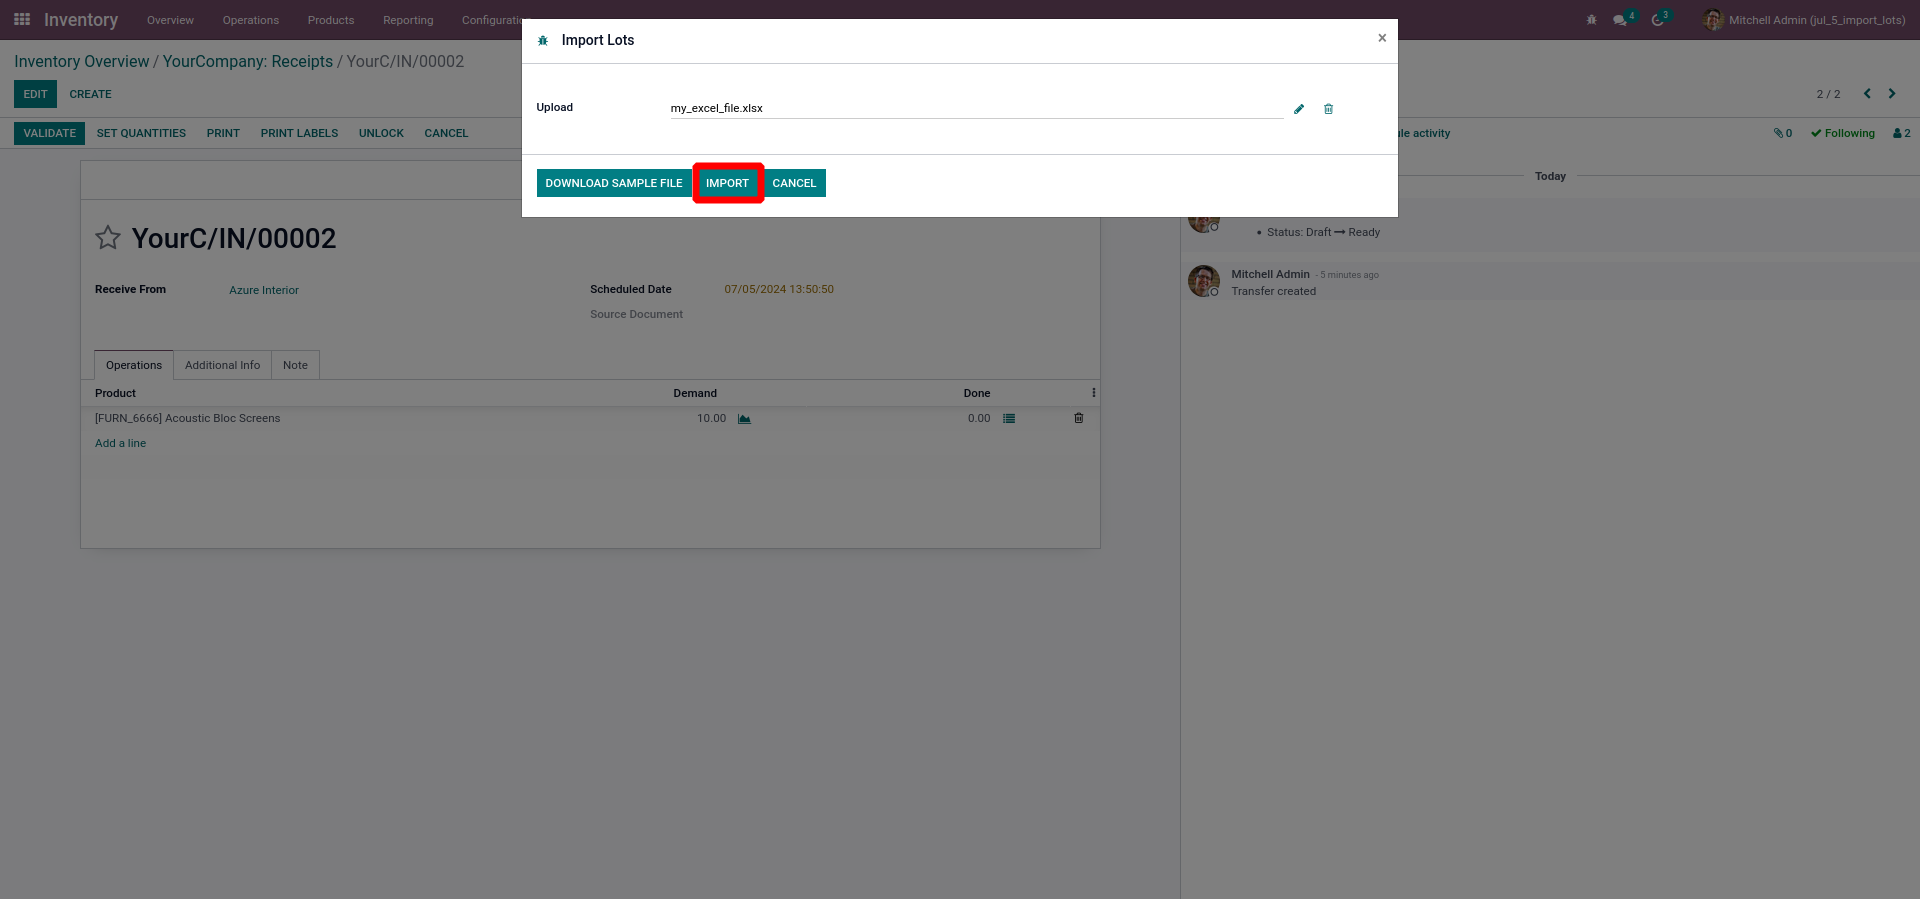 Inventory Overview Operations Products Reporting Configuratio 4 3 Mitchell Admin (jul_5_import_lots)
Import Lots ×
Inventory Overview / YourCompany: Receipts / YourC/IN/00002
EDIT CREATE 2 / 2
Upload my_excel_file.xlsx
VALIDATE SET QUANTITIES PRINT PRINT LABELS UNLOCK CANCEL ule activity 0 Following 2
DOWNLOAD SAMPLE FILE IMPORT CANCEL
Today
• Status: Draft → Ready
YourC/IN/00002
Mitchell Admin - 5 minutes ago
Transfer created
Receive From Azure Interior Scheduled Date 07/05/2024 13:50:50
Source Document
Operations Additional Info Note
Product Demand Done
[FURN_6666] Acoustic Bloc Screens 10.00 0.00
Add a line